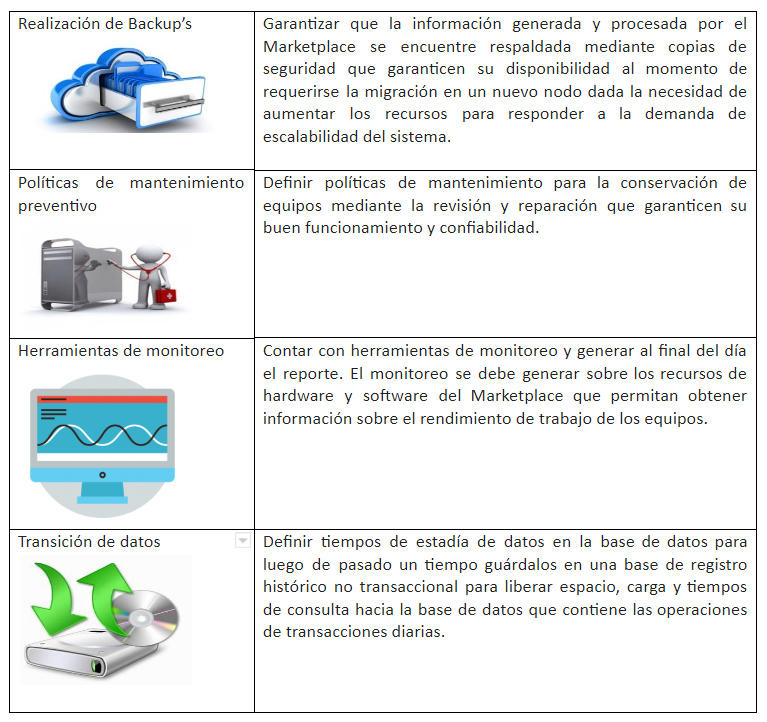 Realización de Backup’s
Garantizar que la información generada y procesada por el
Marketplace se encuentre respaldada mediante copias de
seguridad que garanticen su disponibilidad al momento de
requerirse la migración en un nuevo nodo dada la necesidad de
aumentar los recursos para responder a la demanda de
escalabilidad del sistema.
Políticas de mantenimiento
preventivo
Definir políticas de mantenimiento para la conservación de
equipos mediante la revisión y reparación que garanticen su
buen funcionamiento y confiabilidad.
Herramientas de monitoreo
Contar con herramientas de monitoreo y generar al final del día
el reporte. El monitoreo se debe generar sobre los recursos de
hardware y software del Marketplace que permitan obtener
información sobre el rendimiento de trabajo de los equipos.
Transición de datos
Definir tiempos de estadía de datos en la base de datos para
luego de pasado un tiempo guárdalos en una base de registro
histórico no transaccional para liberar espacio, carga y tiempos
de consulta hacia la base de datos que contiene las operaciones
de transacciones diarias.